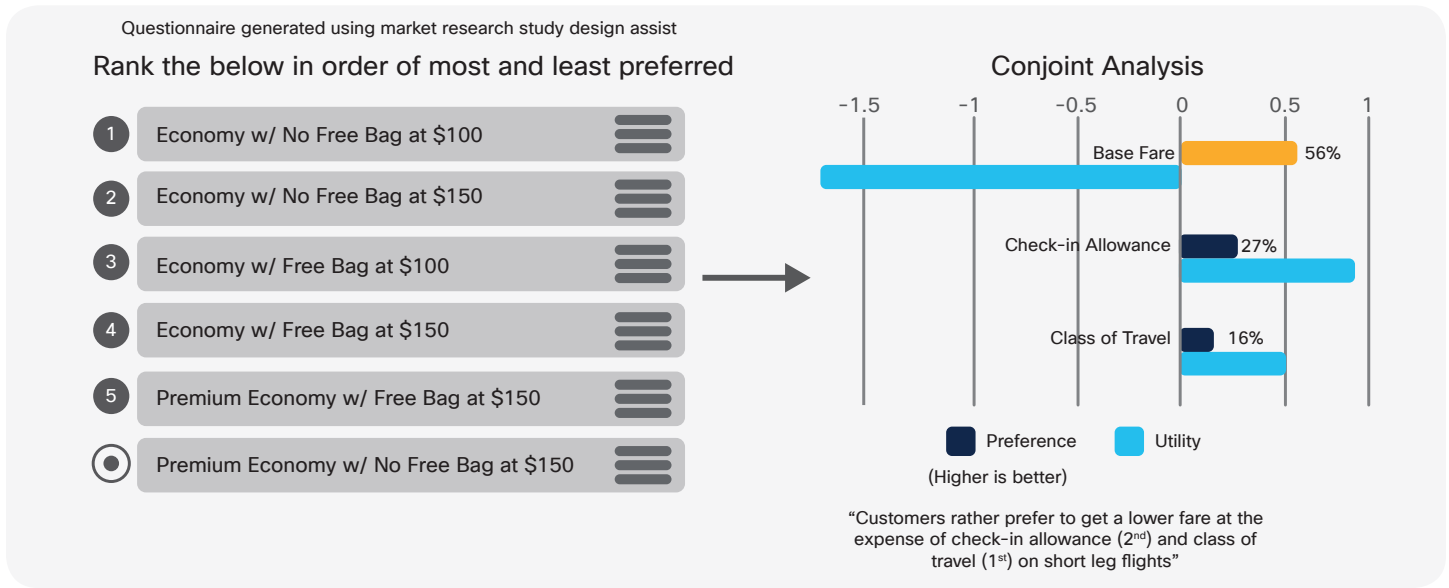 Questionnaire generated using market research study design assist
Rank the below in order of most and least preferred
1 Economy w/ No Free Bag at $100
2 Economy w/ No Free Bag at $150
3 Economy w/ Free Bag at $100
4 Economy w/ Free Bag at $150
5 Premium Economy w/ Free Bag at $150
Premium Economy w/ No Free Bag at $150
Conjoint Analysis
-1.5 -1 -0.5 0 0.5 1
Base Fare 56%
Check-in Allowance 27%
Class of Travel 16%
Preference Utility
(Higher is better)
“Customers rather prefer to get a lower fare at the
expense of check-in allowance (2nd) and class of
travel (1st) on short leg flights”